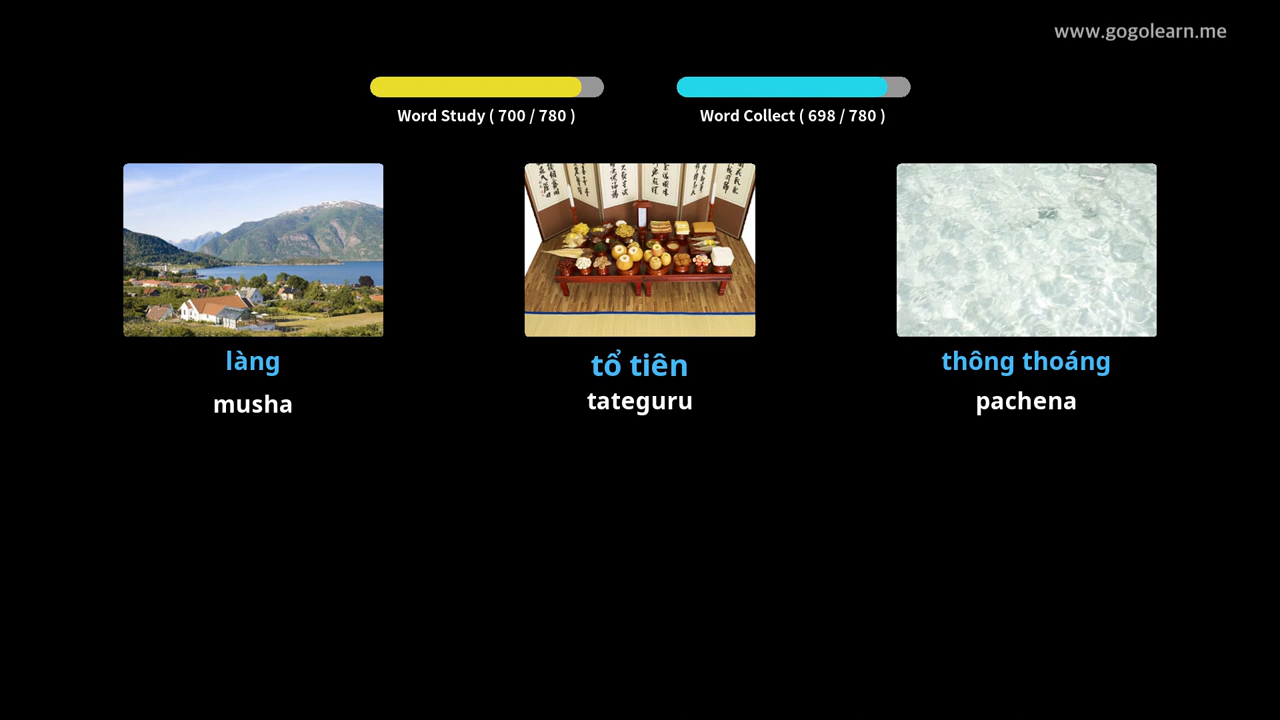 www.gogolearn.me
Word Study ( 700 / 780 )
Word Collect ( 698 / 780 )
làng
tổ tiên
thông thoáng
musha
tateguru
pachena